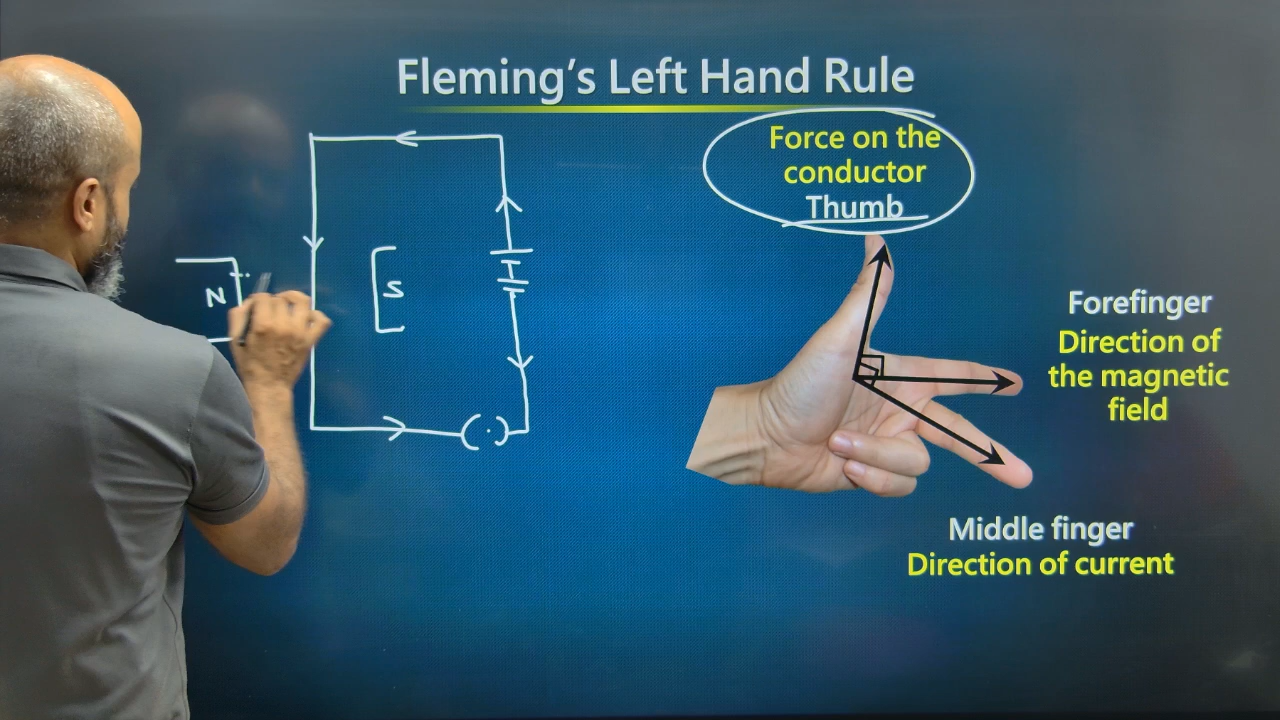 Fleming's Left Hand Rule
Force on the
conductor
Thumb
N
S
Forefinger
Direction of
the magnetic
field
Middle finger
Direction of current